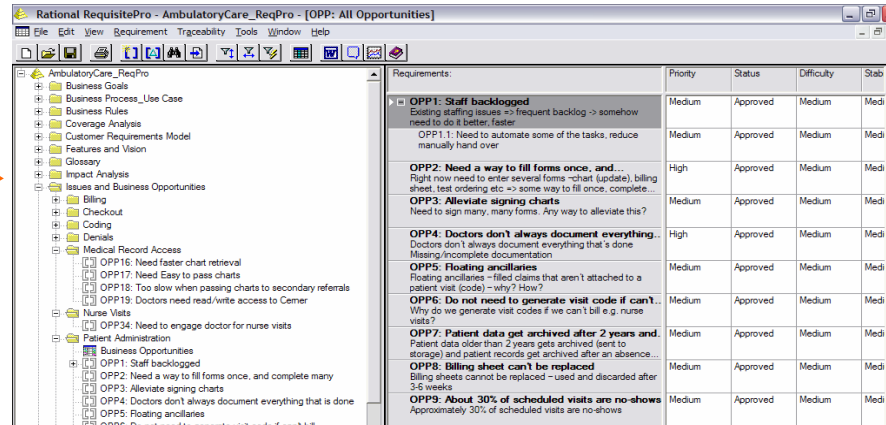 Rational RequisitePro - AmbulatoryCare_ReqPro - [OPP: All Opportunities]
File Edit View Requirement Traceability Tools Window Help
AmbulatoryCare_ReqPro
Business Goals
Business Process_Use Case
Business Rules
Coverage Analysis
Customer Requirements Model
Features and Vision
Glossary
Impact Analysis
Issues and Business Opportunities
Billing
Checkout
Coding
Denials
Medical Record Access
OPP16: Need faster chart retrieval
OPP17: Need Easy to pass charts
OPP18: Too slow when passing charts to secondary referrals
OPP19: Doctors need read/write access to Cerner
Nurse Visits
OPP34: Need to engage doctor for nurse visits
Patient Administration
Business Opportunities
OPP1: Staff backlogged
OPP2: Need a way to fill forms once, and complete many
OPP3: Alleviate signing charts
OPP4: Doctors don't always document everything that is done
OPP5: Floating ancillaries
Requirements: Priority Status Difficulty Stab
OPP1: Staff backlogged Medium Approved Medium Medi
Existing staffing issues => frequent backlog -> somehow
need to do it better, faster
OPP1.1: Need to automate some of the tasks, reduce Medium Approved Medium Medi
manually hand over
OPP2: Need a way to fill forms once, and... High Approved Medium Medi
Right now need to enter several forms –chart (update), billing
sheet, test ordering etc => some way to fill once, complete...
OPP3: Alleviate signing charts Medium Approved Medium Medi
Need to sign many, many forms. Any way to alleviate this?
OPP4: Doctors don't always document everything.. High Approved Medium Medi
Doctors don't always document everything that's done
Missing/incomplete documentation
OPP5: Floating ancillaries Medium Approved Medium Medi
Floating ancillaries –filled claims that aren't attached to a
patient visit (code) – why? How?
OPP6: Do not need to generate visit code if can't.. Medium Approved Medium Medi
Why do we generate visit codes if we can't bill e.g. nurse
visits?
OPP7: Patient data get archived after 2 years and. Medium Approved Medium Medi
Patient data older than 2 years gets archived (sent to
storage) and patient records get archived after an absence...
OPP8: Billing sheet can't be replaced Medium Approved Medium Medi
Billing sheets cannot be replaced – used and discarded after
3-6 weeks
OPP9: About 30% of scheduled visits are no-shows Medium Approved Medium Medi
Approximately 30% of scheduled visits are no-shows